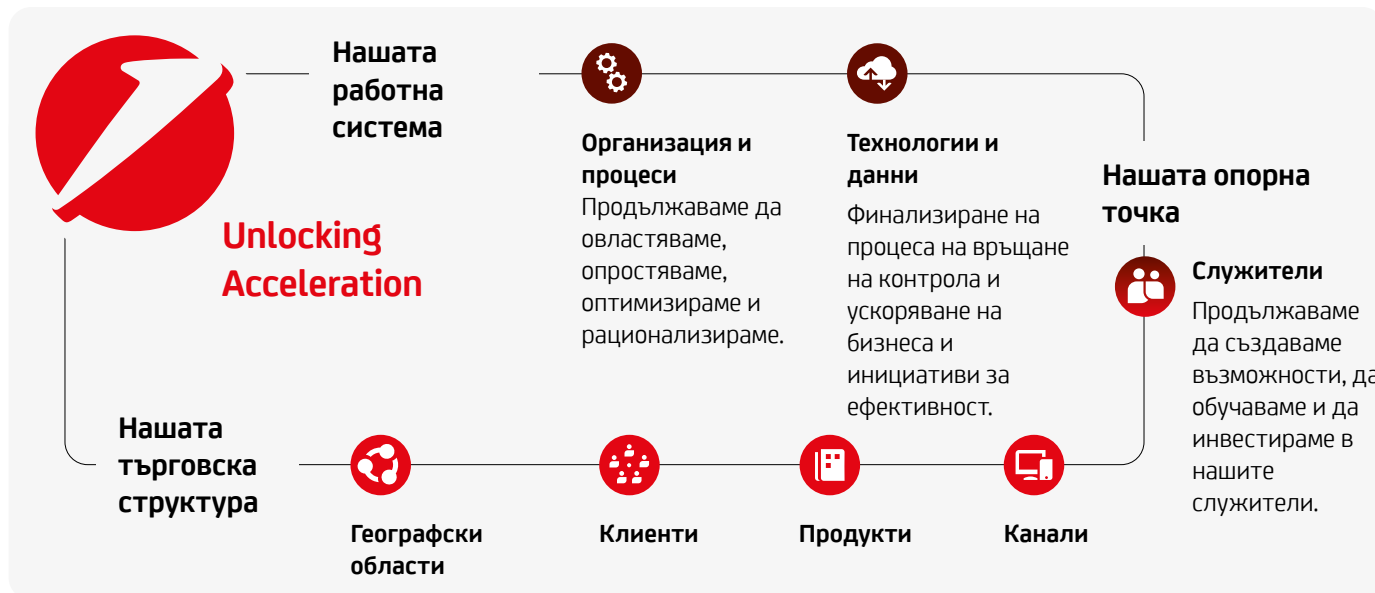 Нашата
работна
система
Организация и
процеси
Продължаваме да
овластяваме,
опростяваме,
оптимизираме и
рационализираме.
Технологии и
данни
Финализиране на
процеса на връщане
на контрола и
ускоряване на
бизнеса и
инициативи за
ефективност.
Нашата опорна
точка
Служители
Продължаваме
да създаваме
възможности, да
обучаваме и да
инвестираме в
нашите
служители.
Unlocking
Acceleration
Нашата
търговска
структура
Географски
области
Клиенти
Продукти
Канали